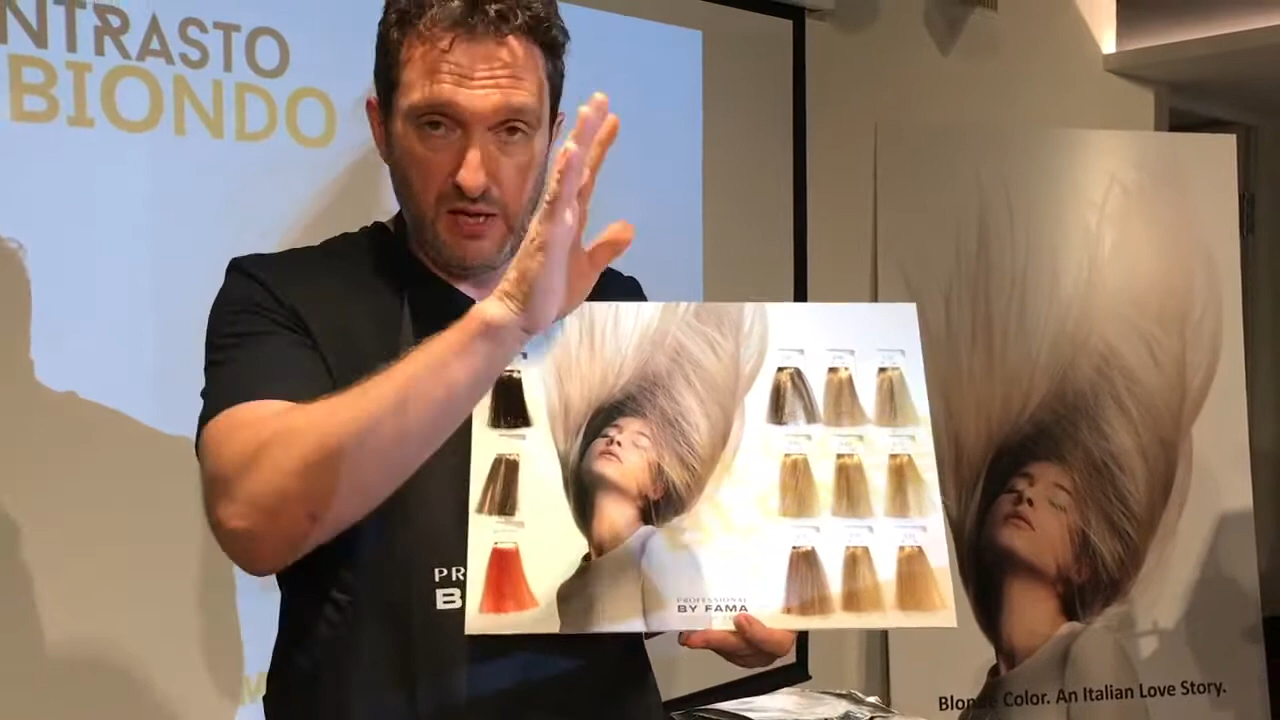 NTRASTO
BIONDO
PR
B
PROFESSIONAL
BY FAMA
Blonde Color. An Italian Love Story.